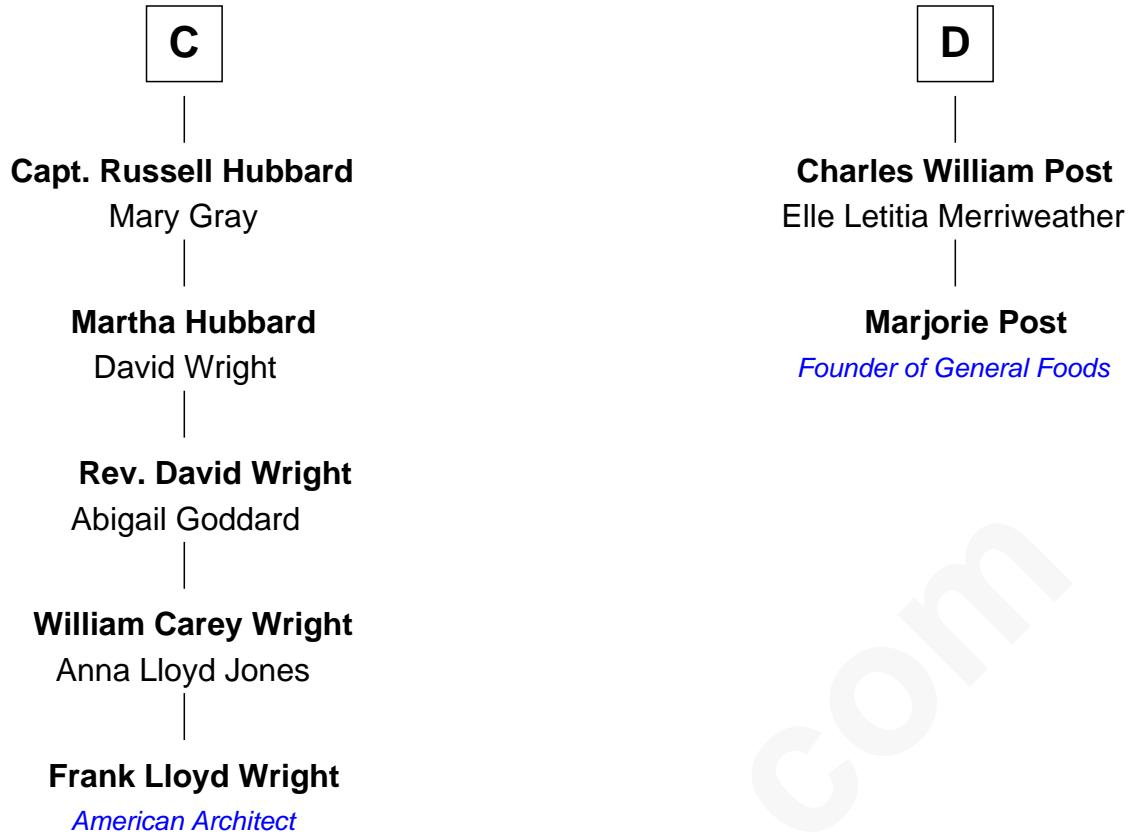 C
Capt. Russell Hubbard
Mary Gray
Martha Hubbard
David Wright
Rev. David Wright
Abigail Goddard
William Carey Wright
Anna Lloyd Jones
Frank Lloyd Wright
American Architect
D
Charles William Post
Elle Letitia Merriweather
Marjorie Post
Founder of General Foods
com